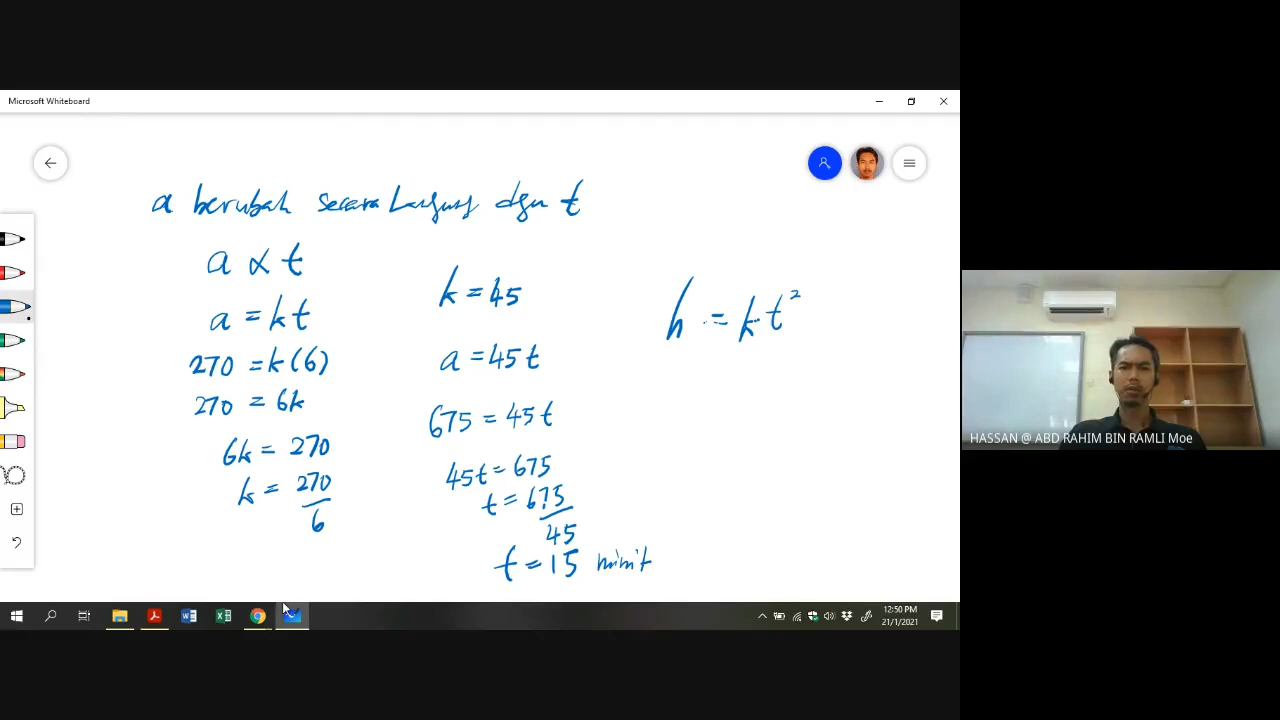 Microsoft Whiteboard
a berubah secara langsung dgn t
a ∝ t
a = kt
270 = k(6)
270 = 6k
6k = 270
k = 270/6
k = 45
a = 45t
675 = 45t
45t = 675
t = 675/45
t = 15 minit
h = kt²
HASSAN @ ABD RAHIM BIN RAMLI Moe
12:50 PM
21/1/2021